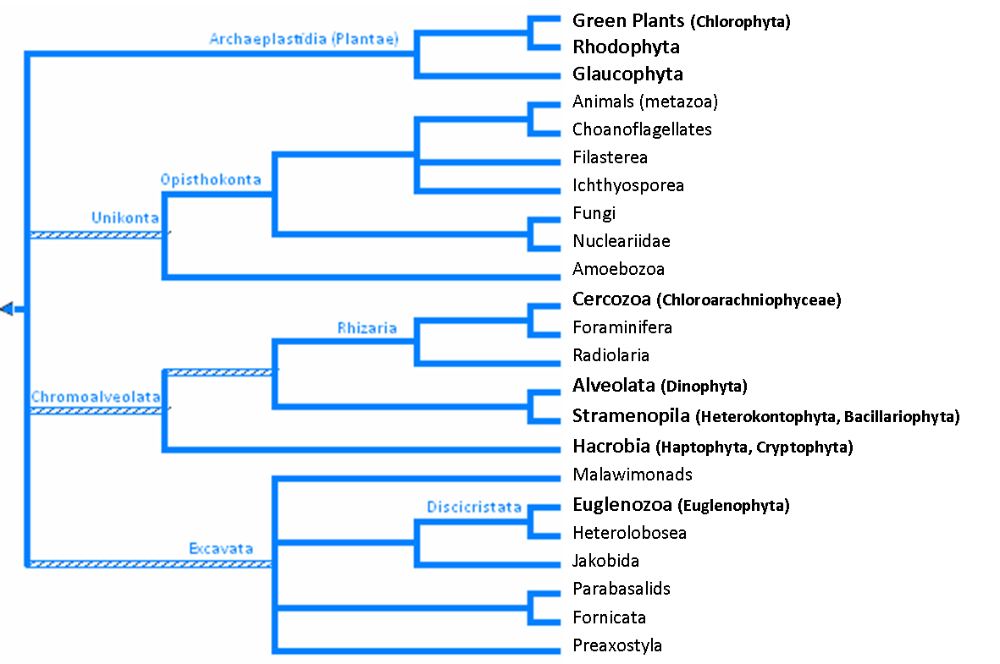 Green Plants (Chlorophyta)
Archaeplastidia (Plantae)
Rhodophyta
Glaucophyta
Animals (metazoa)
Choanoflagellates
Filasterea
Opisthokonta
Ichthyosporea
Unikonta
Fungi
Nucleariidae
Amoebozoa
Cercozoa (Chloroarachniophyceae)
Rhizaria
Foraminifera
Radiolaria
Chromoalveolata
Alveolata (Dinophyta)
Stramenopila (Heterokontophyta, Bacillariophyta)
Hacrobia (Haptophyta, Cryptophyta)
Malawimonads
Discicristata
Euglenozoa (Euglenophyta)
Heterolobosea
Excavata
Jakobida
Parabasalids
Fornicata
Preaxostyla